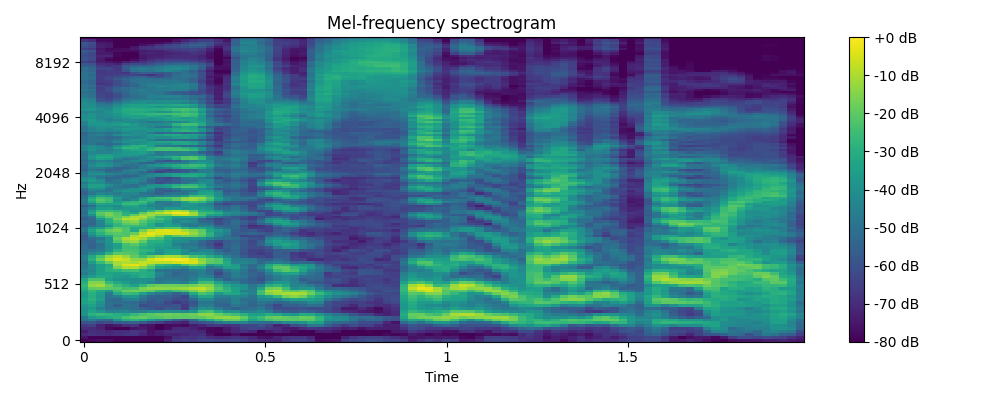 Mel-frequency spectrogram
Hz
8192
4096
2048
1024
512
0
0 0.5 1 1.5
Time
+0 dB
-10 dB
-20 dB
-30 dB
-40 dB
-50 dB
-60 dB
-70 dB
-80 dB